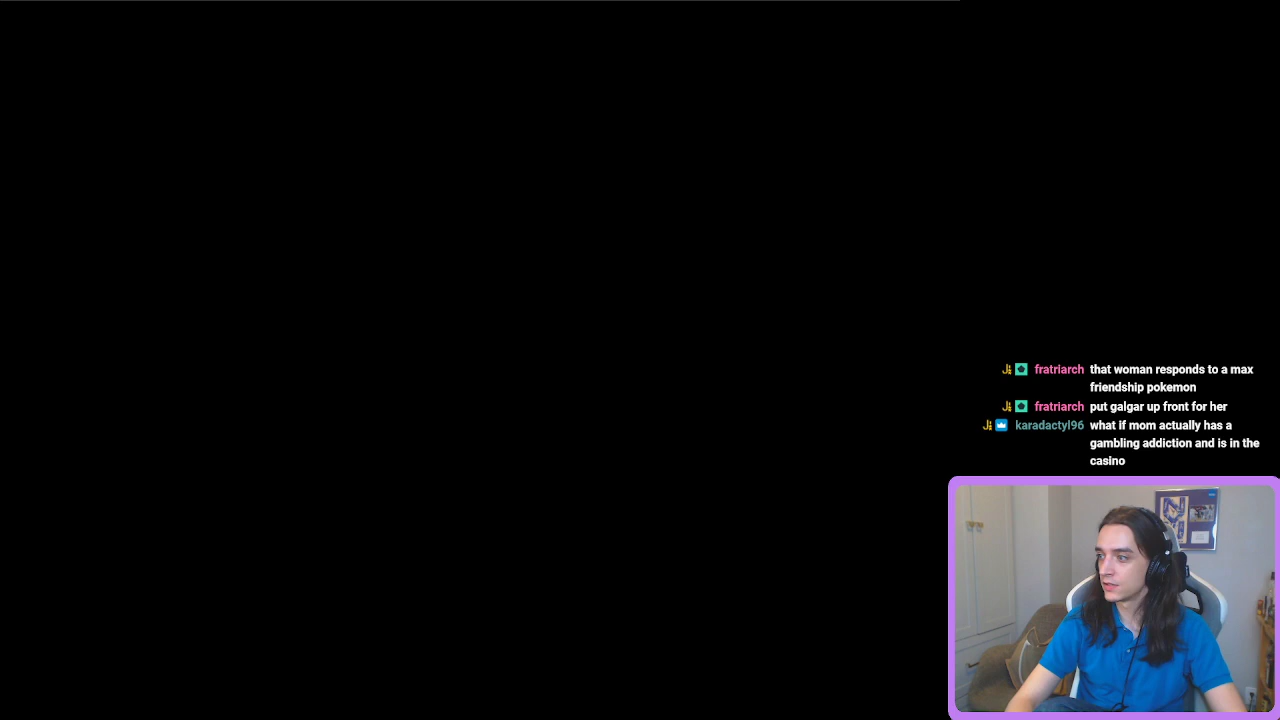 fratriarch that woman responds to a max
friendship pokemon
fratriarch put galgar up front for her
karadactyl96 what if mom actually has a
gambling addiction and is in the
casino